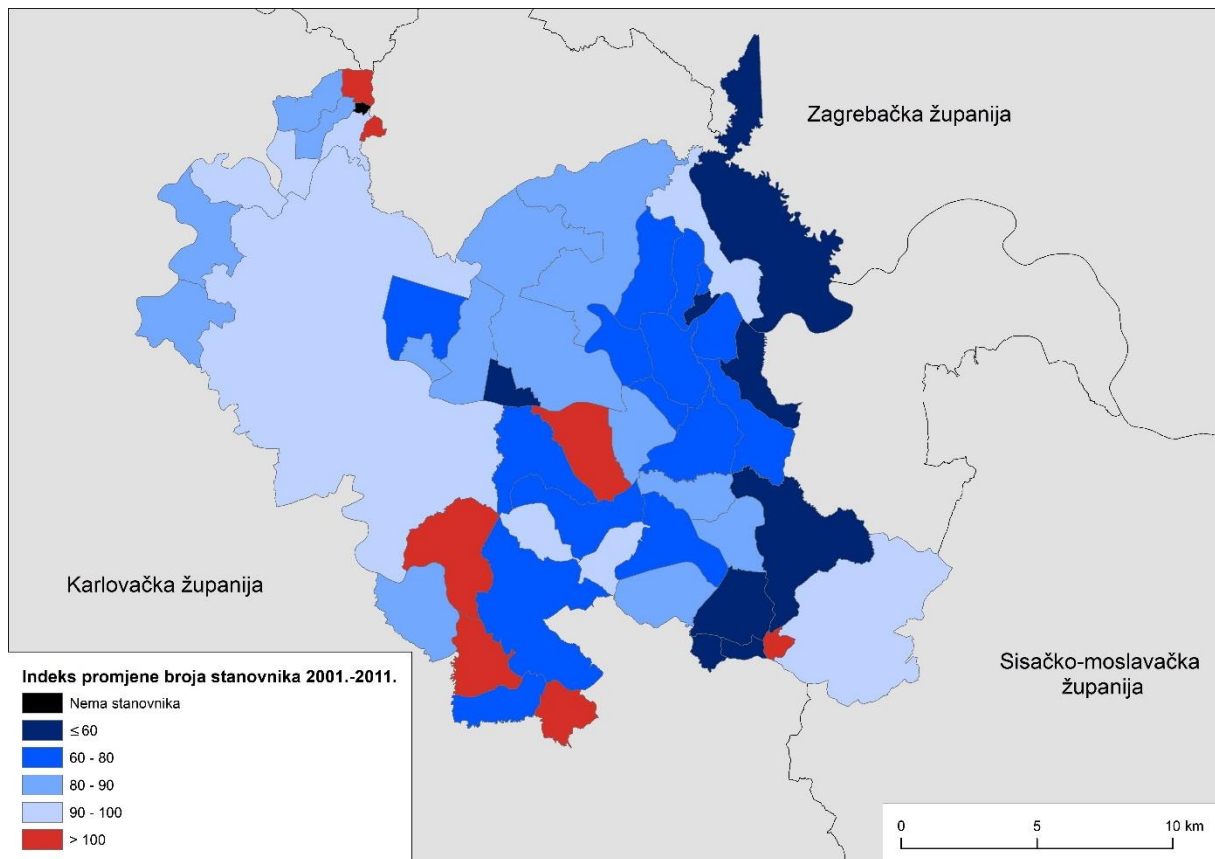 Zagrebačka županija
Karlovačka županija
Sisačko-moslavačka
županija
Indeks promjene broja stanovnika 2001.-2011.
Nema stanovnika
≤ 60
60 - 80
80 - 90
90 - 100
> 100
0 5 10 km